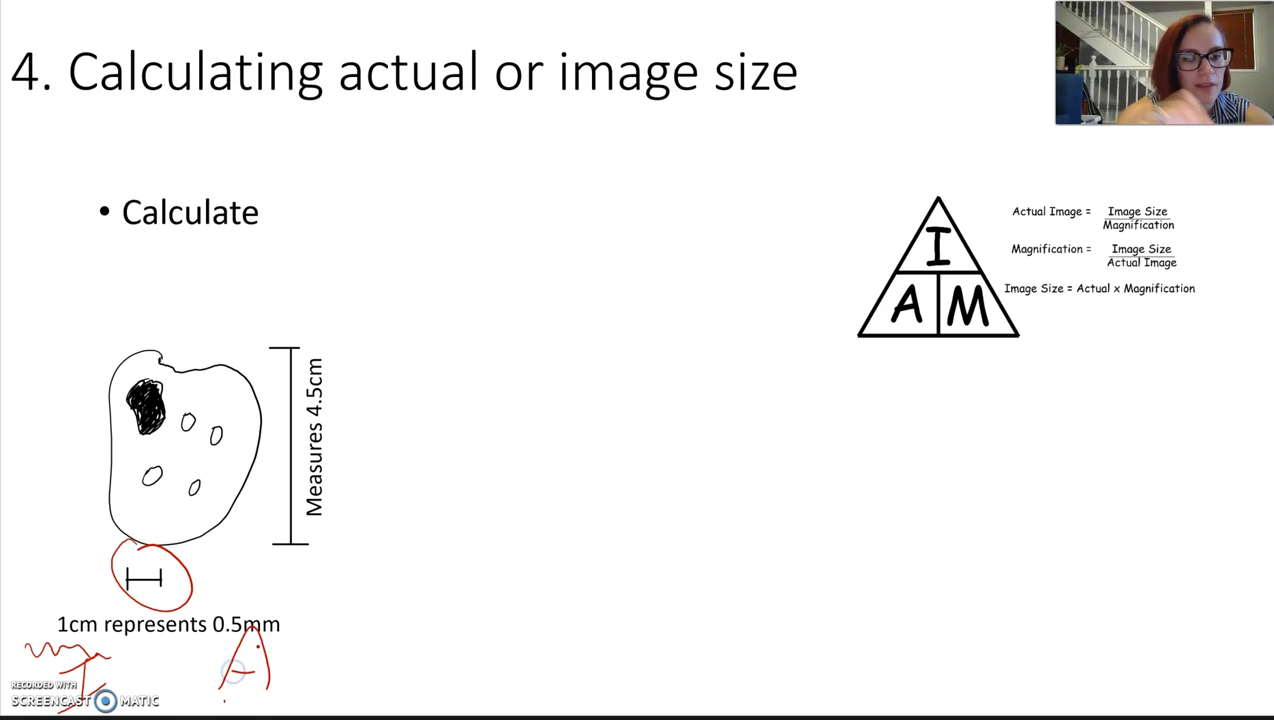 4. Calculating actual or image size
• Calculate
I
A M
Actual Image = Image Size
Magnification
Magnification = Image Size
Actual Image
Image Size = Actual x Magnification
Measures 4.5cm
1cm represents 0.5mm
I A
RECORDED WITH
SCREENCAST MATIC